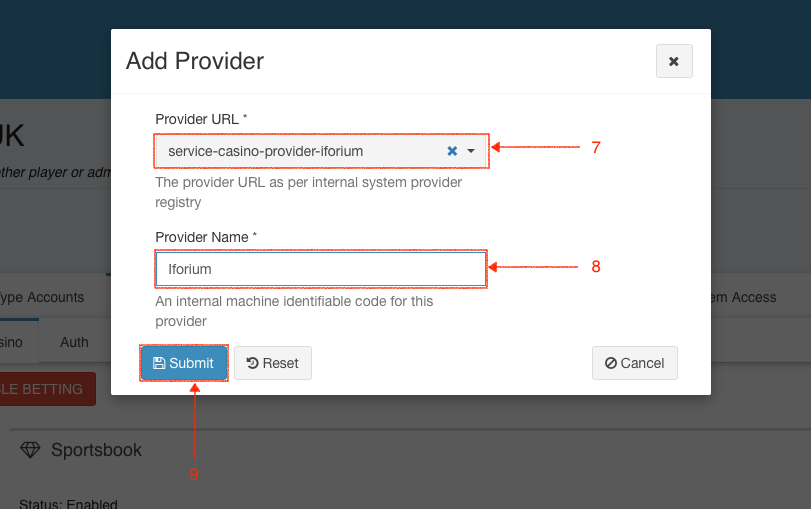 Add Provider
Provider URL *
service-casino-provider-iforium
7
The provider URL as per internal system provider
registry
Provider Name *
Iforium
8
An internal machine identifiable code for this
provider
Submit
Reset
Cancel
9
UK
ther player or adm
ype Accounts
em Access
sino
Auth
LE BETTING
Sportsbook
Status: Enabled